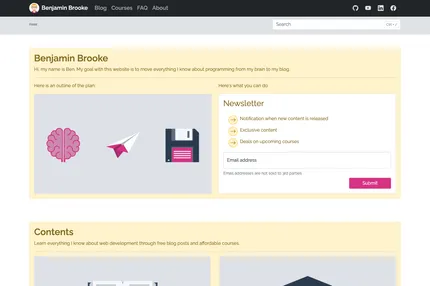 Benjamin Brooke Blog Courses FAQ About
Search
Benjamin Brooke
Hi, my name is Ben. My goal with this website is to move everything I know about programming from my brain to my blog.
Here is an outline of the plan:
Here's what you can do:
Newsletter
Notification when new content is released
Exclusive content
Deals on upcoming courses
Email address
Email addresses are not sold to 3rd parties.
Submit
Contents
Learn everything I know about web development through free blog posts and affordable courses.